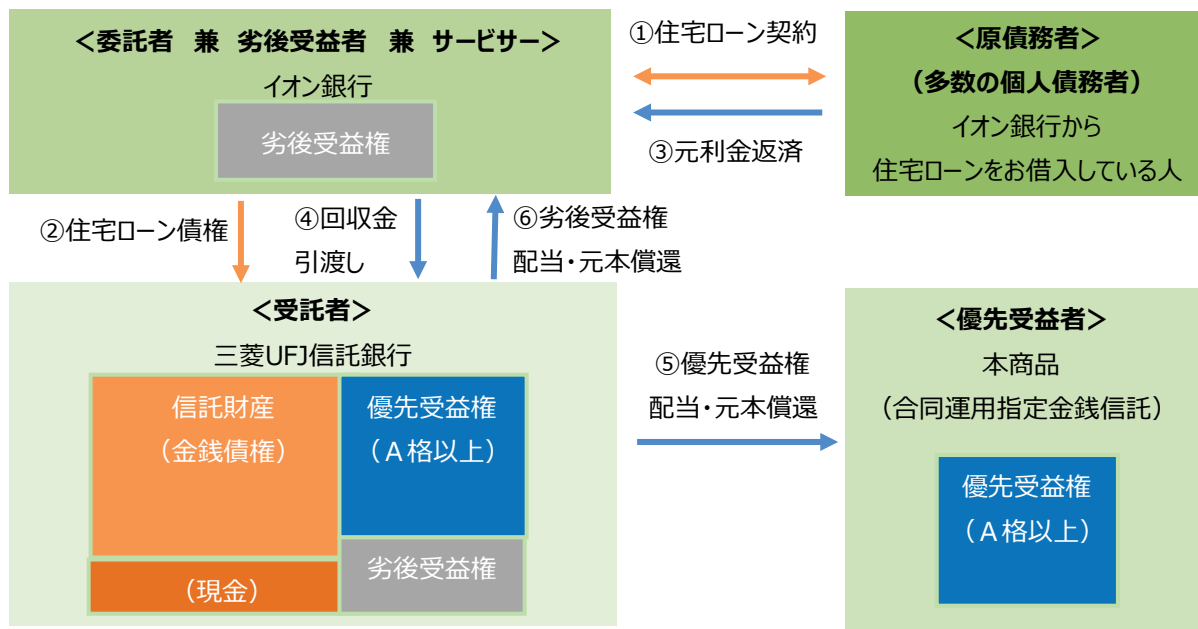 ＜委託者　兼　劣後受益者　兼　サービサー＞
イオン銀行
劣後受益権
①住宅ローン契約
③元利金返済
＜原債務者＞
（多数の個人債務者）
イオン銀行から
住宅ローンをお借入している人
②住宅ローン債権
④回収金
引渡し
⑥劣後受益権
配当・元本償還
＜受託者＞
三菱UFJ信託銀行
信託財産
（金銭債権）
（現金）
優先受益権
（Ａ格以上）
劣後受益権
⑤優先受益権
配当・元本償還
＜優先受益者＞
本商品
（合同運用指定金銭信託）
優先受益権
（Ａ格以上）